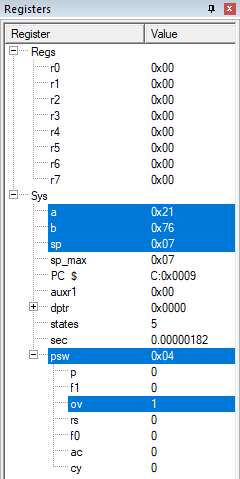 Registers
Register Value
Regs
r0 0x00
r1 0x00
r2 0x00
r3 0x00
r4 0x00
r5 0x00
r6 0x00
r7 0x00
Sys
a 0x21
b 0x76
sp 0x07
sp_max 0x07
PC $ C:0x0009
auxr1 0x00
dptr 0x0000
states 5
sec 0.00000182
psw 0x04
p 0
f1 0
ov 1
rs 0
f0 0
ac 0
cy 0